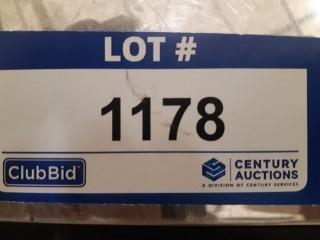 LOT #
1178
ClubBid
CENTURY
AUCTIONS
A DIVISION OF CENTURY SERVICES